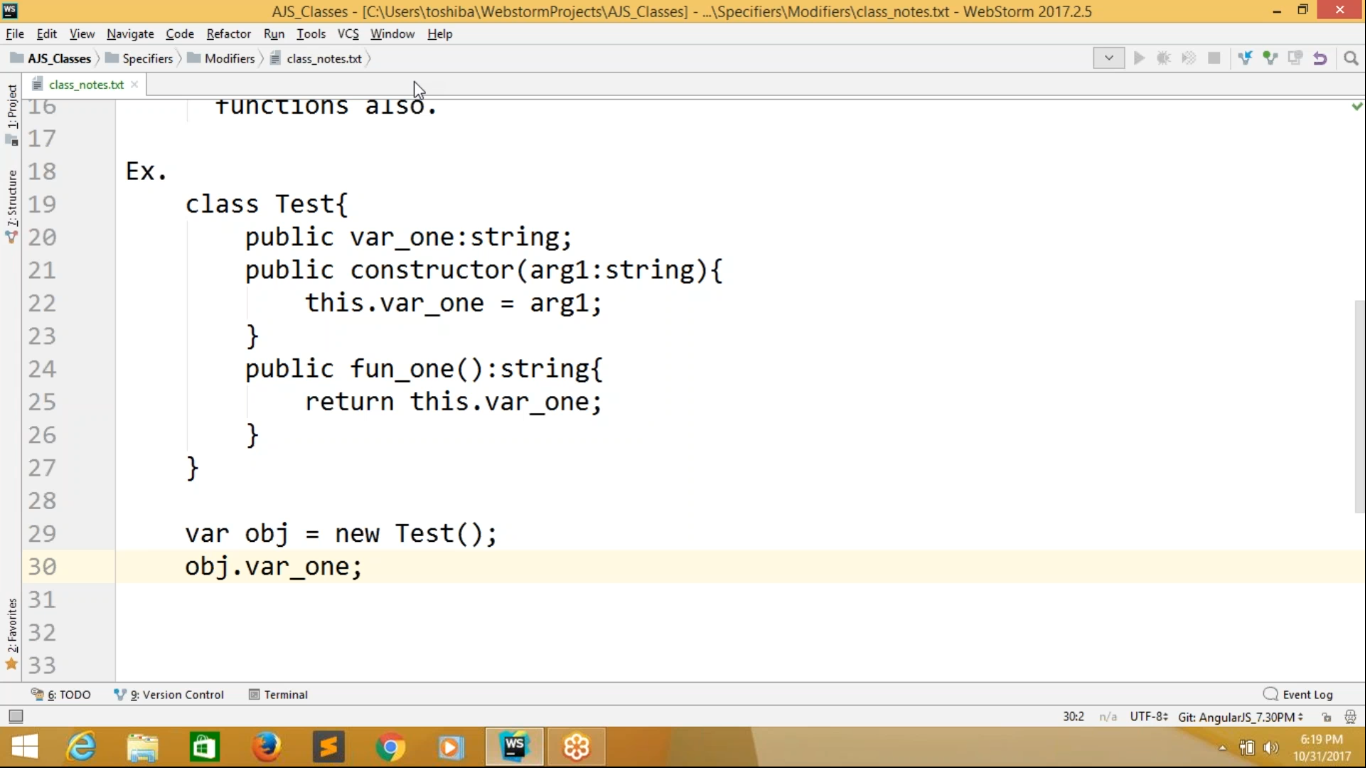 WS
AJS_Classes - [C:\Users\toshiba\WebstormProjects\AJS_Classes] - ...\Specifiers\Modifiers\class_notes.txt - WebStorm 2017.2.5
File Edit View Navigate Code Refactor Run Tools VCS Window Help
AJS_Classes Specifiers Modifiers class_notes.txt
class_notes.txt
1: Project
Z: Structure
2: Favorites
16 functions also.
17
18 Ex.
19 class Test{
20 public var_one:string;
21 public constructor(arg1:string){
22 this.var_one = arg1;
23 }
24 public fun_one():string{
25 return this.var_one;
26 }
27 }
28
29 var obj = new Test();
30 obj.var_one;
31
32
33
6: TODO 9: Version Control Terminal Event Log
30:2 n/a UTF-8 Git: AngularJS_7.30PM
WS
6:19 PM
10/31/2017